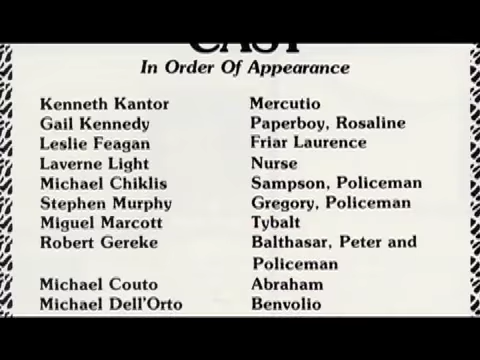 CAST
In Order Of Appearance
Kenneth Kantor Mercutio
Gail Kennedy Paperboy, Rosaline
Leslie Feagan Friar Laurence
Laverne Light Nurse
Michael Chiklis Sampson, Policeman
Stephen Murphy Gregory, Policeman
Miguel Marcott Tybalt
Robert Gereke Balthasar, Peter and
Policeman
Michael Couto Abraham
Michael Dell'Orto Benvolio